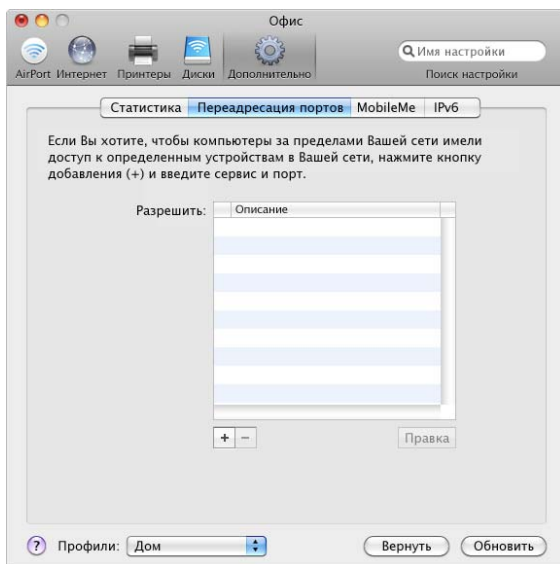 Офис
Имя настройки
AirPort Интернет Принтеры Диски Дополнительно Поиск настройки
Статистика Переадресация портов MobileMe IPv6
Если Вы хотите, чтобы компьютеры за пределами Вашей сети имели
доступ к определенным устройствам в Вашей сети, нажмите кнопку
добавления (+) и введите сервис и порт.
Разрешить: Описание
+ − Правка
? Профили: Дом Вернуть Обновить